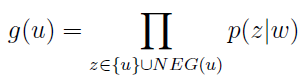 g(u) = ∏ p(z|w)
z∈{u}∪NEG(u)